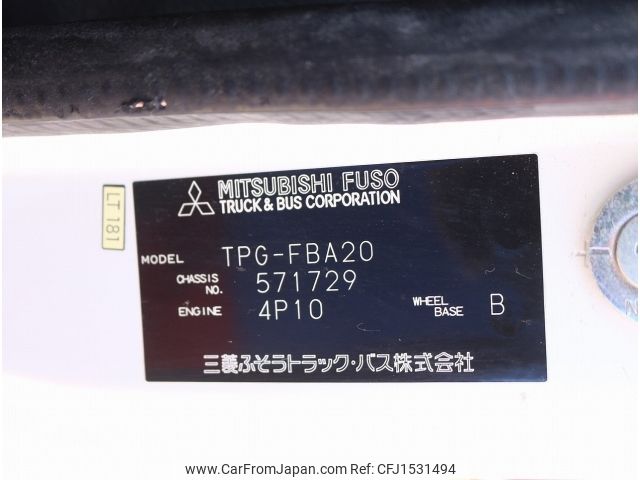 MITSUBISHI FUSO
TRUCK & BUS CORPORATION
LT181
MODEL TPG-FBA20
CHASSIS NO. 571729
ENGINE 4P10 WHEEL BASE B
三菱ふそうトラック・バス株式会社
© www.CarFromJapan.com - CFJ1531494